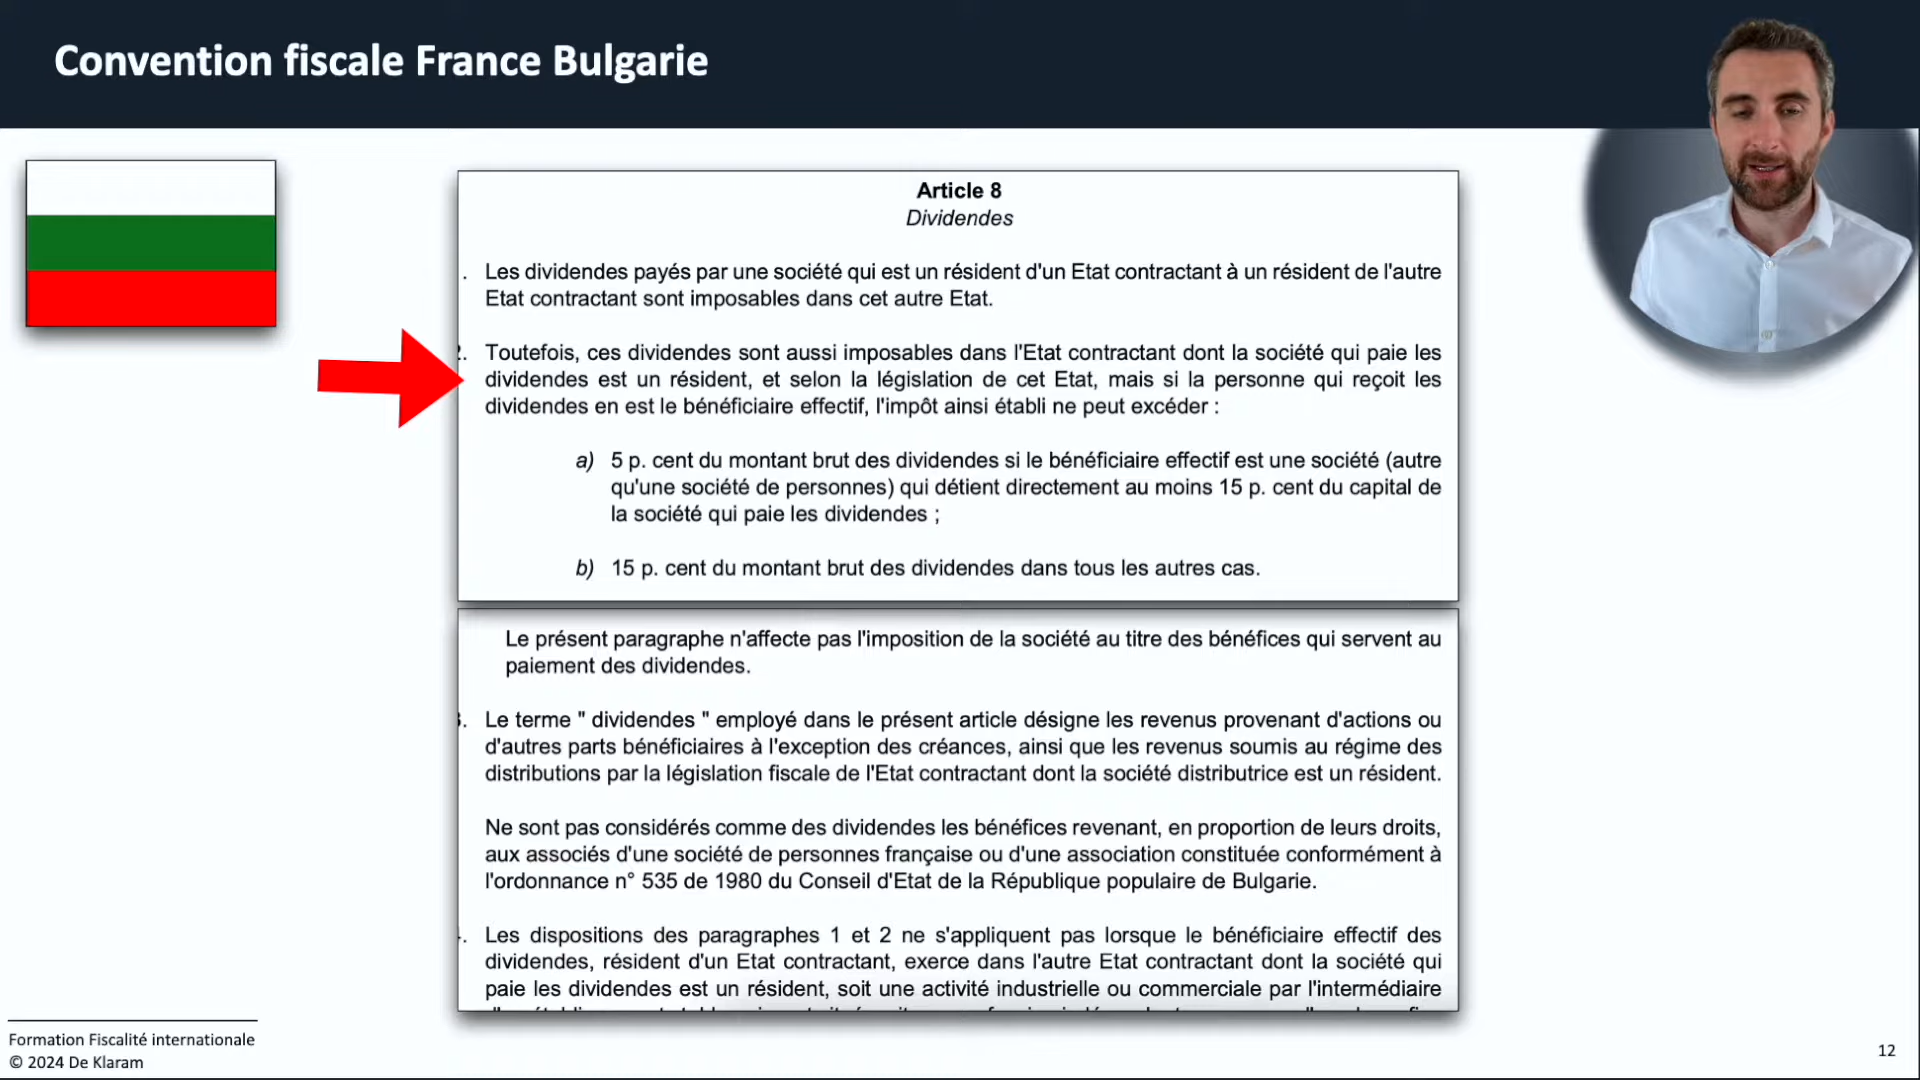 Convention fiscale France Bulgarie
Article 8
Dividendes
. Les dividendes payés par une société qui est un résident d'un Etat contractant à un résident de l'autre
Etat contractant sont imposables dans cet autre Etat.
2. Toutefois, ces dividendes sont aussi imposables dans l'Etat contractant dont la société qui paie les
dividendes est un résident, et selon la législation de cet Etat, mais si la personne qui reçoit les
dividendes en est le bénéficiaire effectif, l'impôt ainsi établi ne peut excéder :
a) 5 p. cent du montant brut des dividendes si le bénéficiaire effectif est une société (autre
qu'une société de personnes) qui détient directement au moins 15 p. cent du capital de
la société qui paie les dividendes ;
b) 15 p. cent du montant brut des dividendes dans tous les autres cas.
Le présent paragraphe n'affecte pas l'imposition de la société au titre des bénéfices qui servent au
paiement des dividendes.
3. Le terme " dividendes " employé dans le présent article désigne les revenus provenant d'actions ou
d'autres parts bénéficiaires à l'exception des créances, ainsi que les revenus soumis au régime des
distributions par la législation fiscale de l'Etat contractant dont la société distributrice est un résident.
Ne sont pas considérés comme des dividendes les bénéfices revenant, en proportion de leurs droits,
aux associés d'une société de personnes française ou d'une association constituée conformément à
l'ordonnance n° 535 de 1980 du Conseil d'Etat de la République populaire de Bulgarie.
. Les dispositions des paragraphes 1 et 2 ne s'appliquent pas lorsque le bénéficiaire effectif des
dividendes, résident d'un Etat contractant, exerce dans l'autre Etat contractant dont la société qui
paie les dividendes est un résident, soit une activité industrielle ou commerciale par l'intermédiaire
Formation Fiscalité internationale
© 2024 De Klaram
12